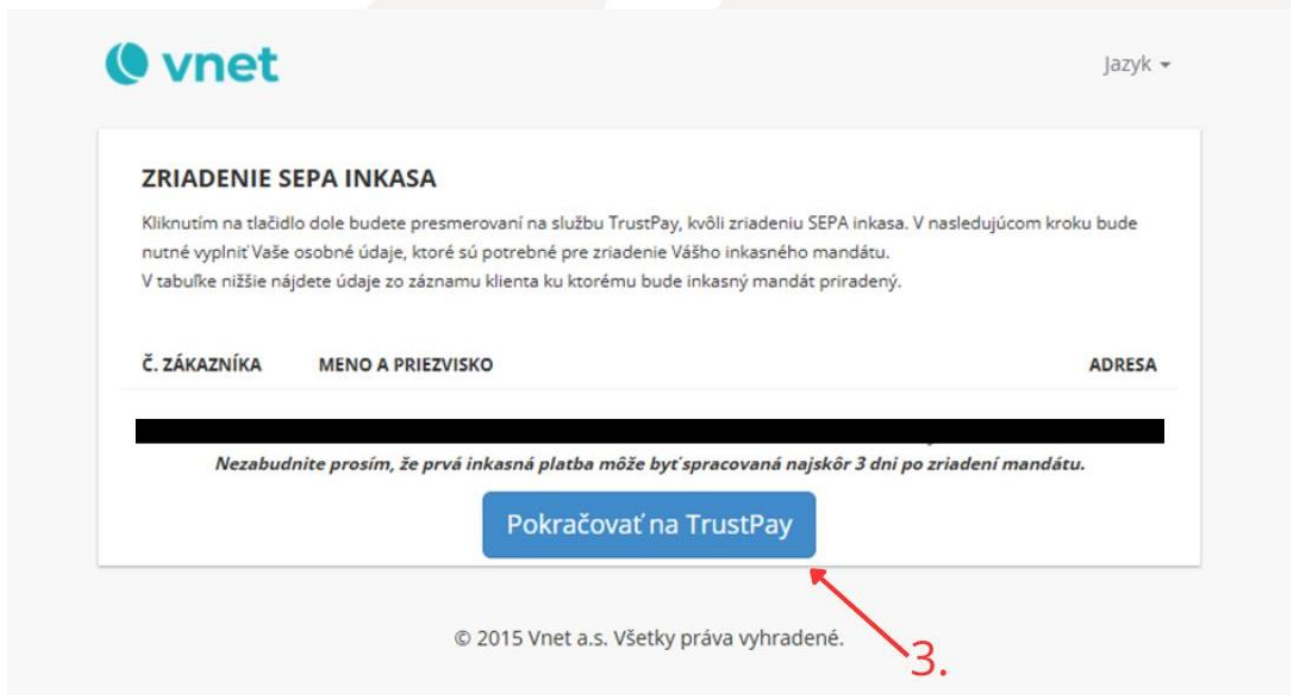 vnet
Jazyk
ZRIADENIE SEPA INKASA
Kliknutím na tlačidlo dole budete presmerovaní na službu TrustPay, kvôli zriadeniu SEPA inkasa. V nasledujúcom kroku bude
nutné vyplniť Vaše osobné údaje, ktoré sú potrebné pre zriadenie Vášho inkasného mandátu.
V tabuľke nižšie nájdete údaje zo záznamu klienta ku ktorému bude inkasný mandát priradený.
Č. ZÁKAZNÍKA MENO A PRIEZVISKO ADRESA
Nezabudnite prosím, že prvá inkasná platba môže byť spracovaná najskôr 3 dni po zriadení mandátu.
Pokračovať na TrustPay
© 2015 Vnet a.s. Všetky práva vyhradené.
3.